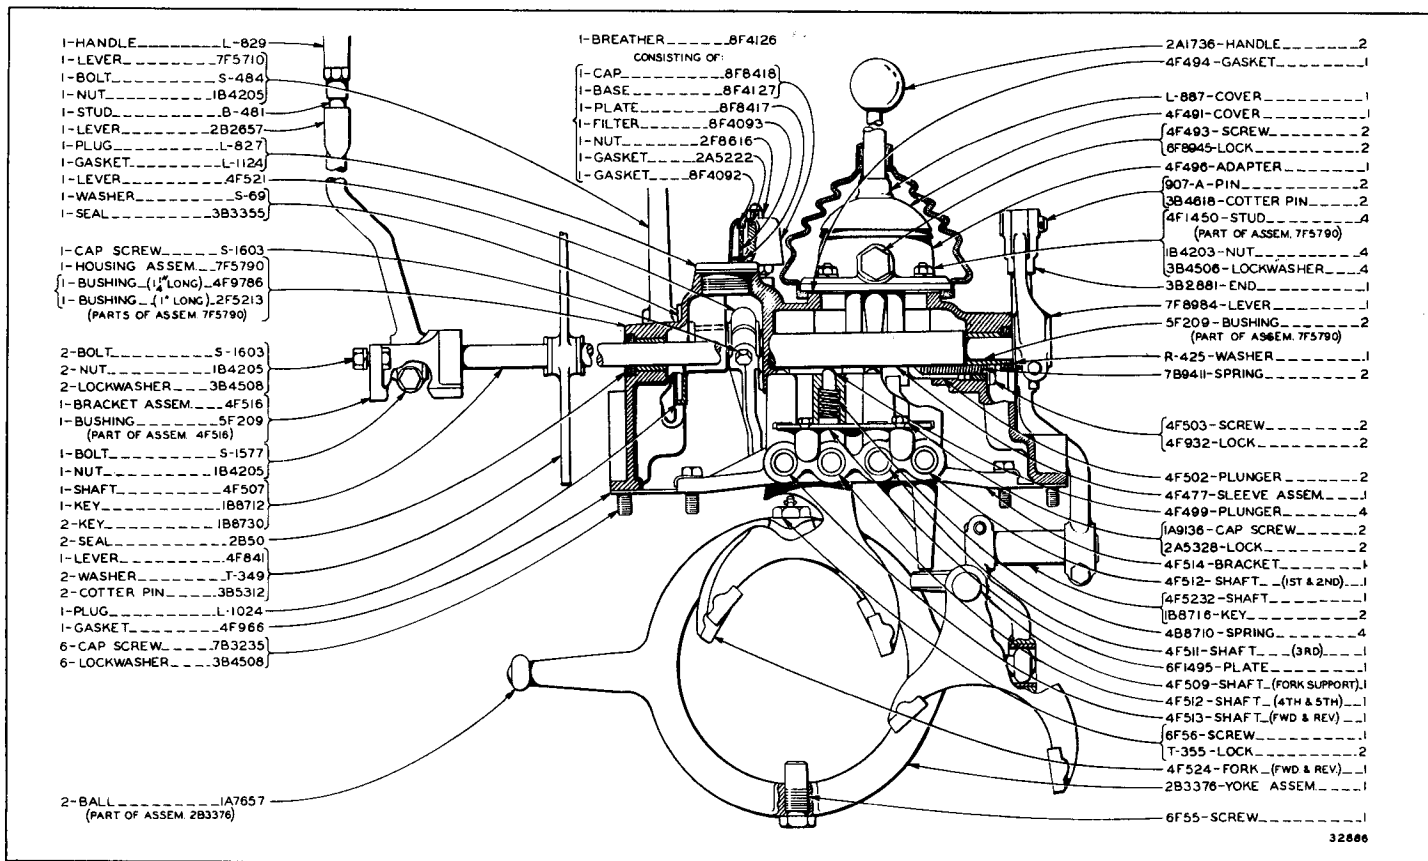 1-HANDLE L-829
1-LEVER 7F5710
1-BOLT S-484
1-NUT 1B4205
1-STUD B-481
1-LEVER 2B2657
1-PLUG L-827
1-GASKET L-1124
1-LEVER 4F521
1-WASHER S-69
1-SEAL 3B3355
1-CAP SCREW S-1603
1-HOUSING ASSEM. 7F5790
1-BUSHING (1 1/4" LONG) 4F9786
1-BUSHING (1" LONG) 2F5213
(PARTS OF ASSEM. 7F5790)
2-BOLT S-1603
2-NUT 1B4205
2-LOCKWASHER 3B4508
1-BRACKET ASSEM. 4F516
1-BUSHING 5F209
(PART OF ASSEM. 4F516)
1-BOLT S-1577
1-NUT 1B4205
1-SHAFT 4F507
1-KEY 1B8712
2-KEY 1B8730
2-SEAL 2B50
1-LEVER 4F841
2-WASHER T-349
2-COTTER PIN 3B5312
1-PLUG L-1024
1-GASKET 4F966
6-CAP SCREW 7B3235
6-LOCKWASHER 3B4508
2-BALL 1A7657
(PART OF ASSEM. 2B3376)
1-BREATHER 8F4126
CONSISTING OF:
1-CAP 8F8418
1-BASE 8F4127
1-PLATE 8F8417
1-FILTER 8F4093
1-NUT 2F8616
1-GASKET 2A5222
1-GASKET 8F4092
2A1736-HANDLE 2
4F494-GASKET 1
L-887-COVER 1
4F491-COVER 1
4F493-SCREW 2
6F8945-LOCK 2
4F496-ADAPTER 1
907-A-PIN 2
3B4618-COTTER PIN 2
4F1450-STUD 4
(PART OF ASSEM. 7F5790)
1B4203-NUT 4
3B4506-LOCKWASHER 4
3B2881-END 1
7F8984-LEVER 1
5F209-BUSHING 2
(PART OF ASSEM. 7F5790)
R-425-WASHER 1
7B9411-SPRING 2
4F503-SCREW 2
4F932-LOCK 2
4F502-PLUNGER 2
4F477-SLEEVE ASSEM. 1
4F499-PLUNGER 4
1A9136-CAP SCREW 2
2A5328-LOCK 2
4F514-BRACKET 1
4F512-SHAFT (1ST & 2ND) 1
4F5232-SHAFT 1
1B8716-KEY 2
4B8710-SPRING 4
4F511-SHAFT (3RD) 1
6F1495-PLATE 1
4F509-SHAFT (FORK SUPPORT) 1
4F512-SHAFT (4TH & 5TH) 1
4F513-SHAFT (FWD & REV.) 1
6F56-SCREW 1
T-355-LOCK 2
4F524-FORK (FWD & REV.) 1
2B3376-YOKE ASSEM. 1
6F55-SCREW 1
32886